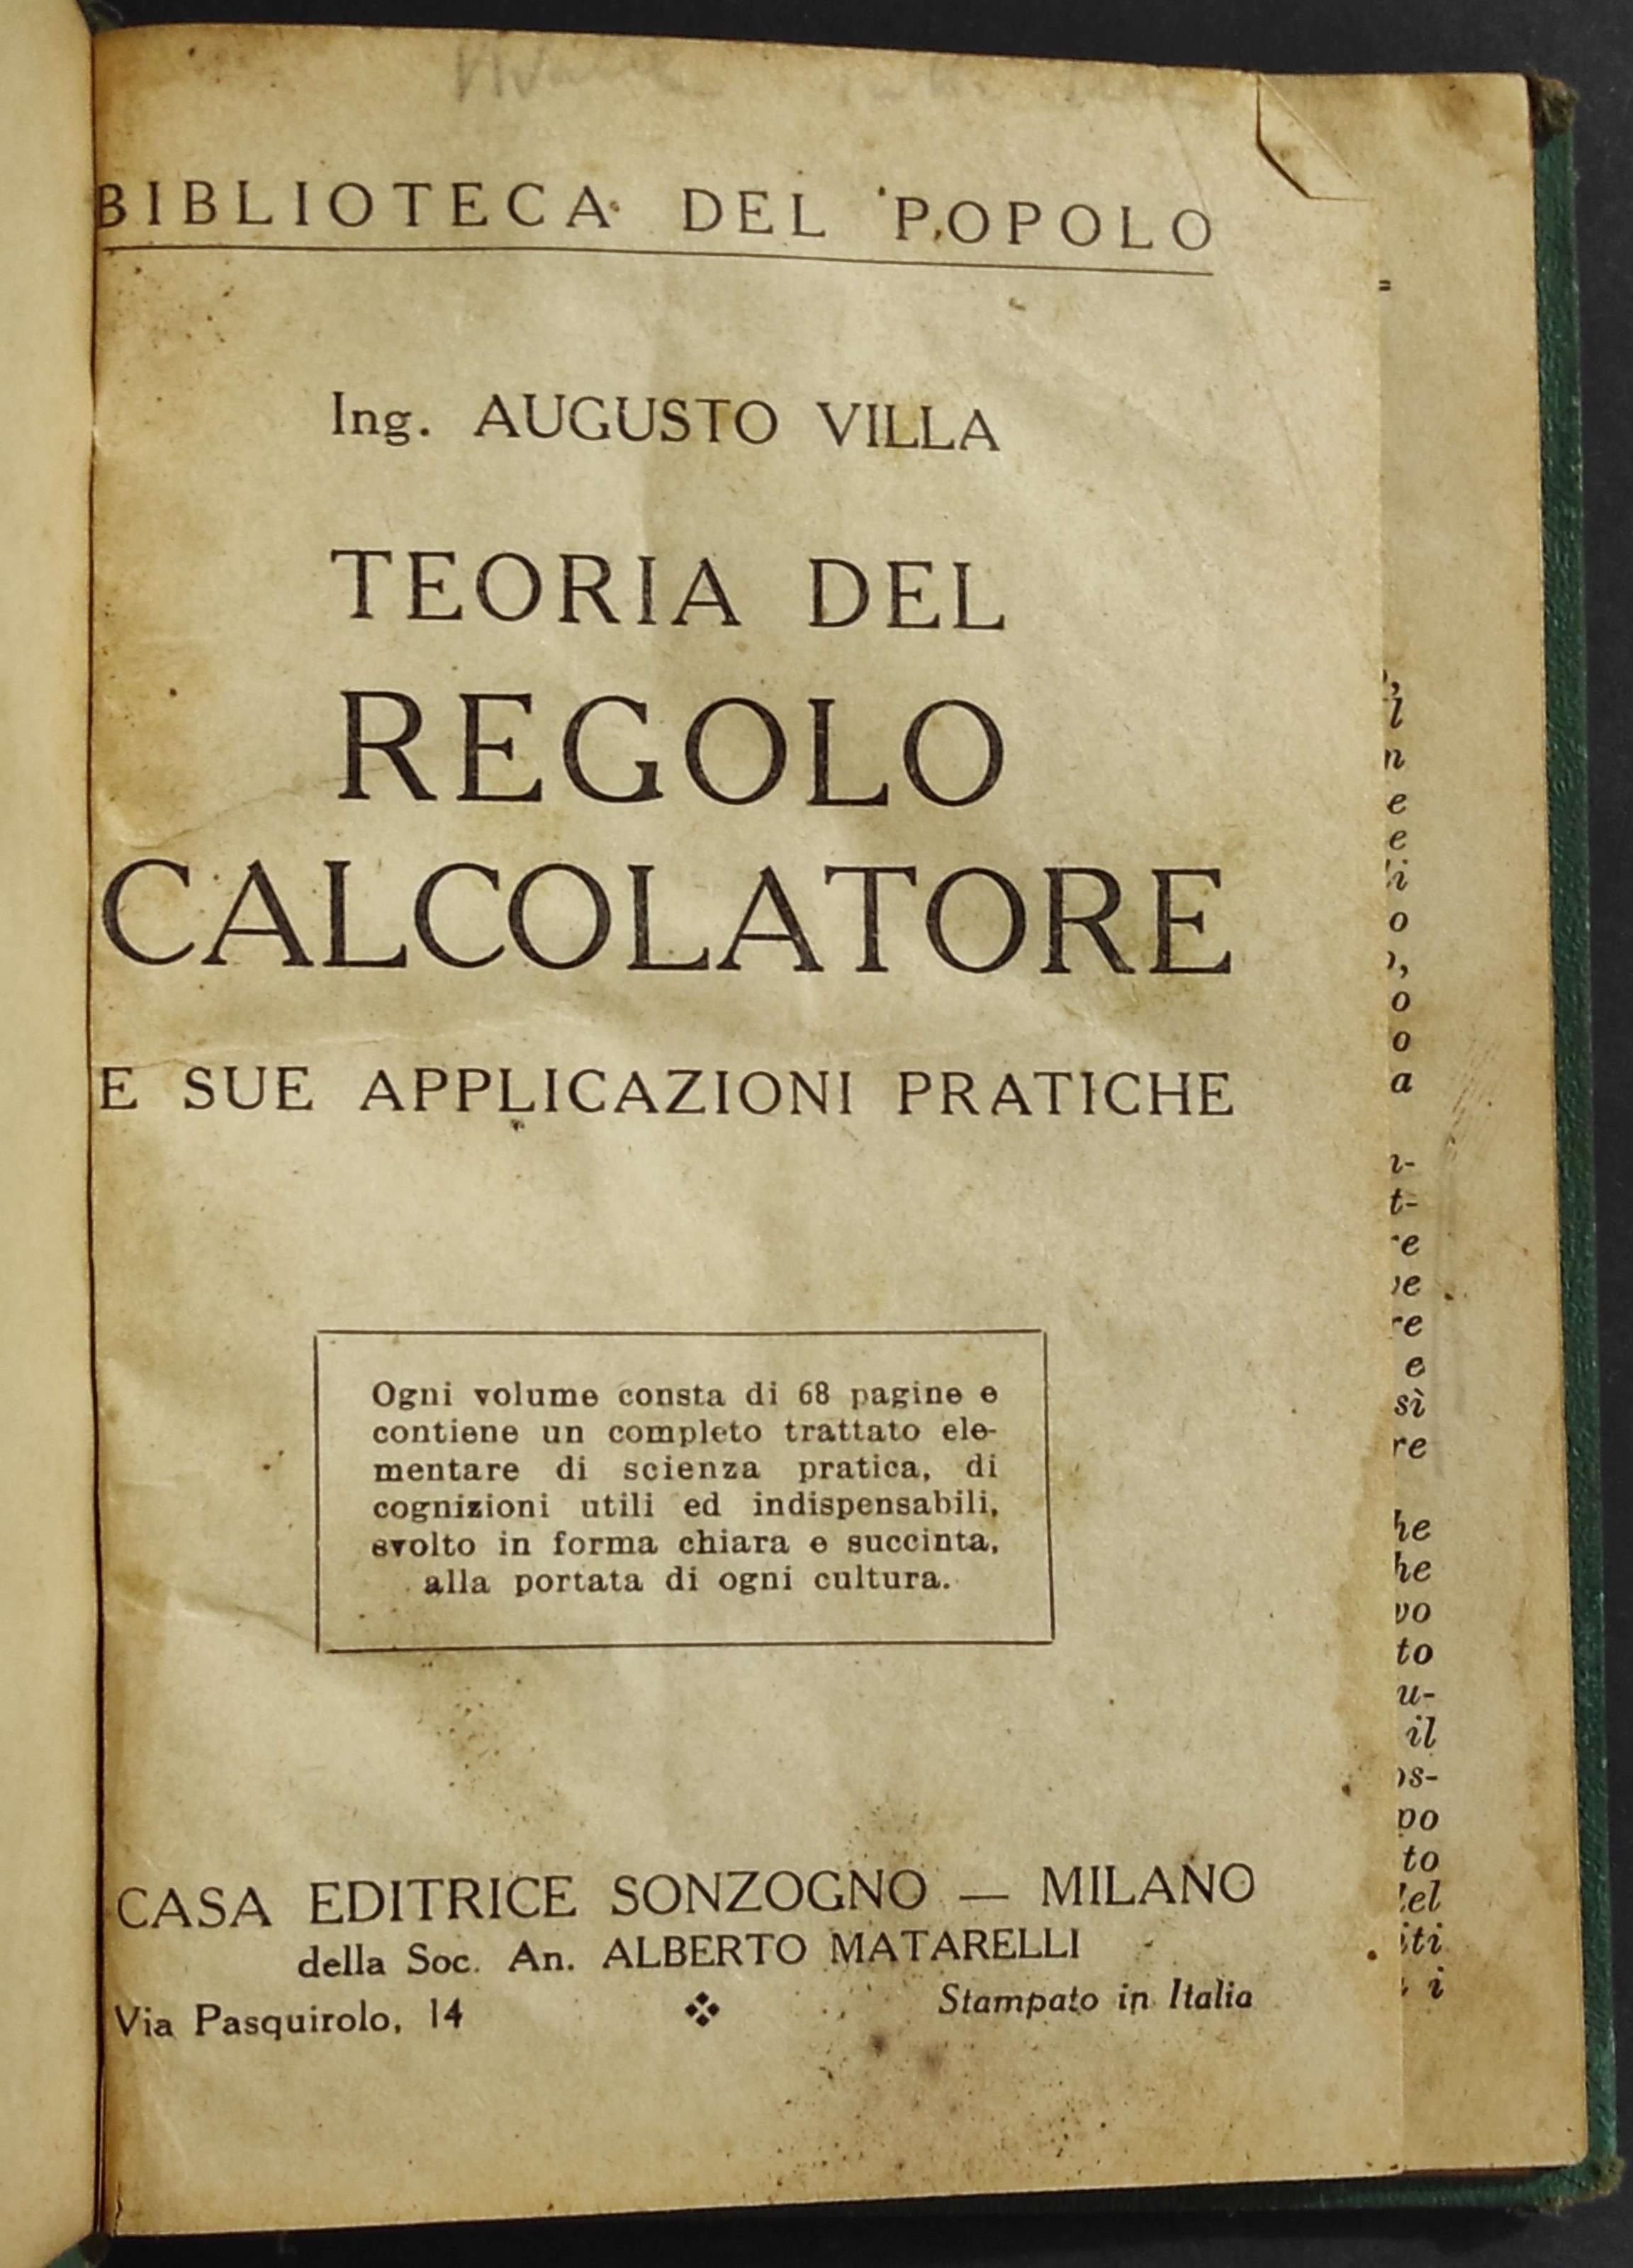 BIBLIOTECA DEL POPOLO
Ing. AUGUSTO VILLA
TEORIA DEL
REGOLO
CALCOLATORE
E SUE APPLICAZIONI PRATICHE
Ogni volume consta di 68 pagine e
contiene un completo trattato ele-
mentare di scienza pratica, di
cognizioni utili ed indispensabili,
svolto in forma chiara e succinta,
alla portata di ogni cultura.
CASA EDITRICE SONZOGNO — MILANO
della Soc. An. ALBERTO MATARELLI
Via Pasquirolo, 14 Stampato in Italia